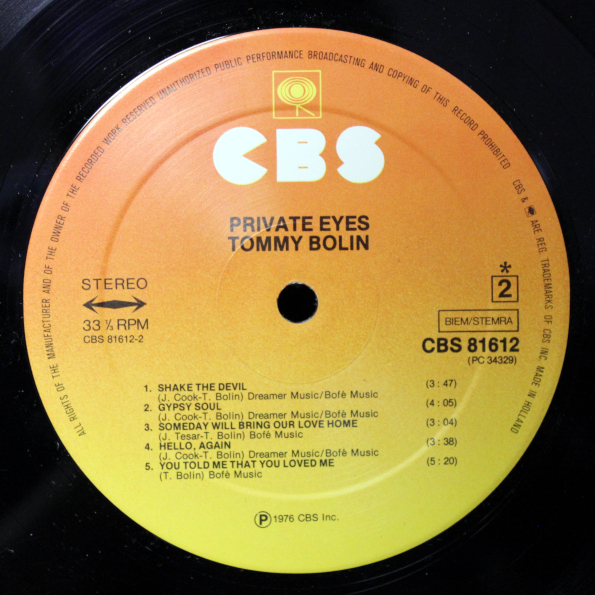 ALL RIGHTS OF THE MANUFACTURER AND OF THE OWNER OF THE RECORDED WORK RESERVED UNAUTHORIZED PUBLIC PERFORMANCE BROADCASTING AND COPYING OF THIS RECORD PROHIBITED
CBS & ARE REG. TRADEMARKS OF CBS INC. MADE IN HOLLAND
CBS
PRIVATE EYES
TOMMY BOLIN
STEREO
33 ⅓ RPM
CBS 81612-2
*
2
BIEM/STEMRA
CBS 81612
(PC 34329)
1. SHAKE THE DEVIL (3:47)
(J. Cook-T. Bolin) Dreamer Music/Bofè Music
2. GYPSY SOUL (4:05)
(J. Cook-T. Bolin) Dreamer Music/Bofè Music
3. SOMEDAY WILL BRING OUR LOVE HOME (3:04)
(J. Tesar-T. Bolin) Bofè Music
4. HELLO, AGAIN (3:38)
(J. Cook-T. Bolin) Dreamer Music/Bofè Music
5. YOU TOLD ME THAT YOU LOVED ME (5:20)
(T. Bolin) Bofè Music
Ⓟ 1976 CBS Inc.